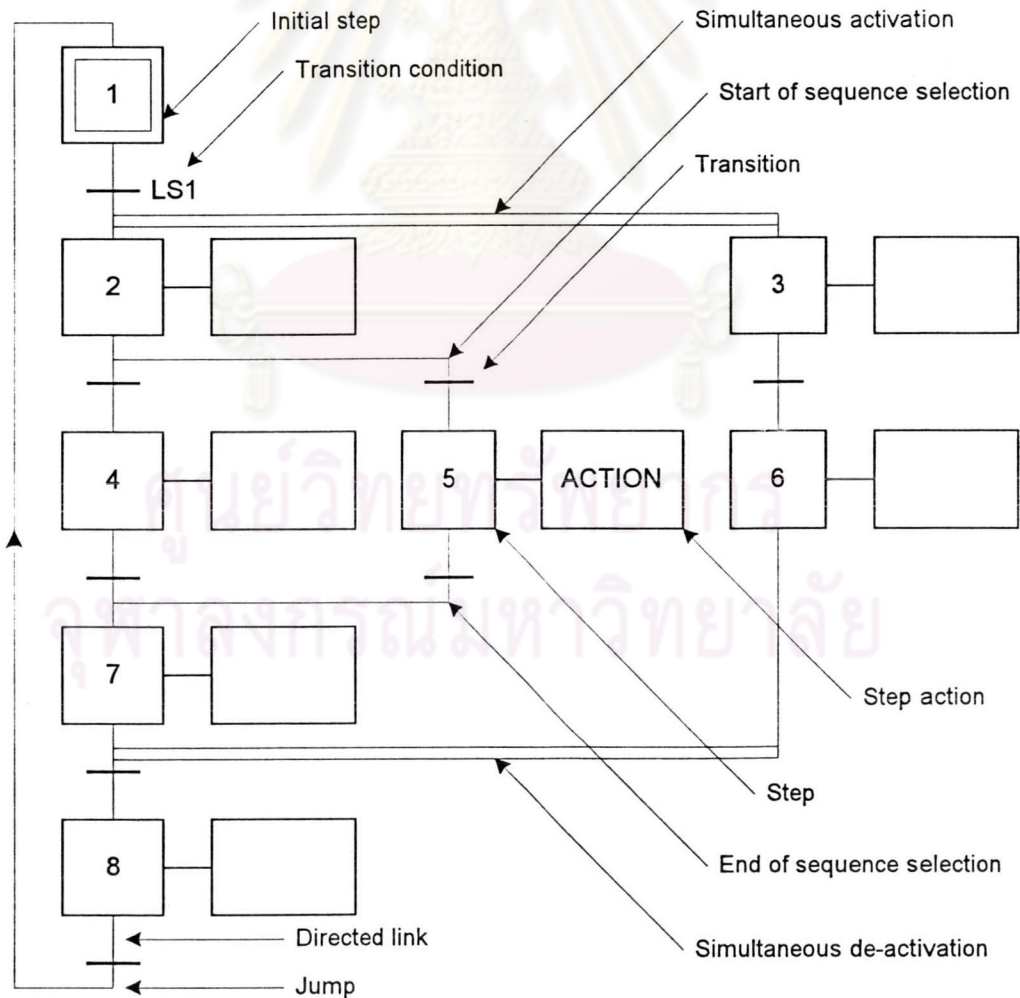 Initial step
Simultaneous activation
Transition condition
1
Start of sequence selection
Transition
LS1
2
3
4
5
ACTION
6
ศูนย์วิทยทรัพยากร
จุฬาลงกรณ์มหาวิทยาลัย
7
Step action
Step
8
End of sequence selection
Directed link
Simultaneous de-activation
Jump